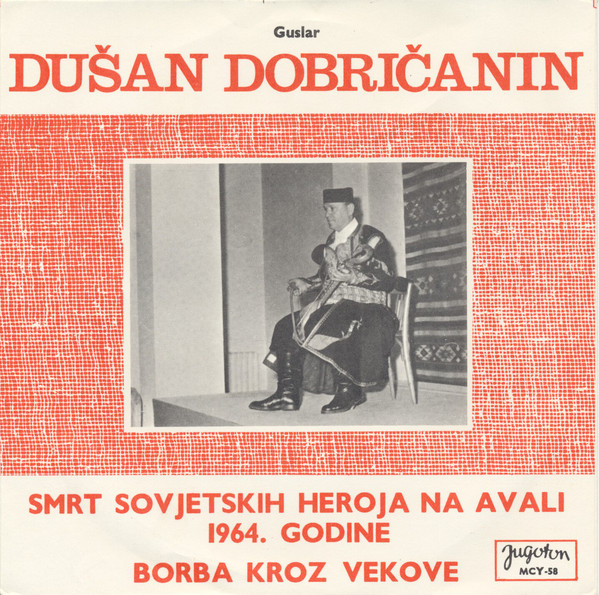 Guslar
DUŠAN DOBRIČANIN
SMRT SOVJETSKIH HEROJA NA AVALI
1964. GODINE
BORBA KROZ VEKOVE
Jugoton
MCY-58